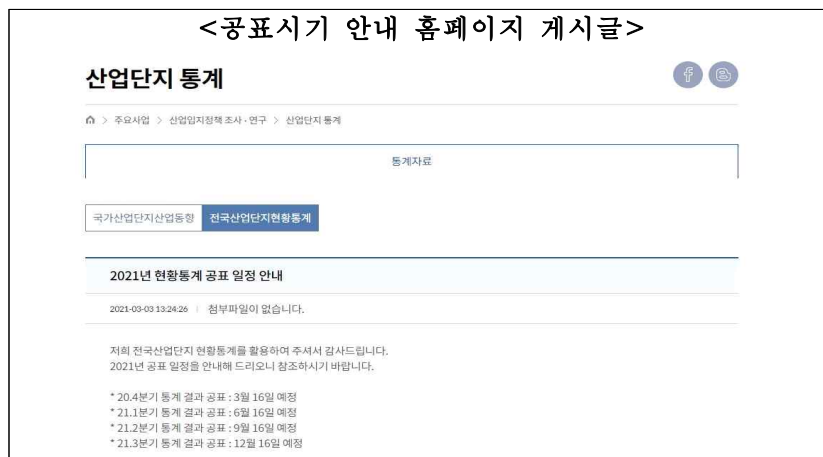 <공표시기 안내 홈페이지 게시글>
산업단지 통계
주요사업 > 산업입지정책 조사·연구 > 산업단지 통계
통계자료
국가산업단지산업동향 전국산업단지현황통계
2021년 현황통계 공표 일정 안내
2021-03-03 13:24:26 | 첨부파일이 없습니다.
저희 전국산업단지 현황통계를 활용하여 주셔서 감사드립니다.
2021년 공표 일정을 안내해 드리오니 참조하시기 바랍니다.
* 20.4분기 통계 결과 공표 : 3월 16일 예정
* 21.1분기 통계 결과 공표 : 6월 16일 예정
* 21.2분기 통계 결과 공표 : 9월 16일 예정
* 21.3분기 통계 결과 공표 : 12월 16일 예정